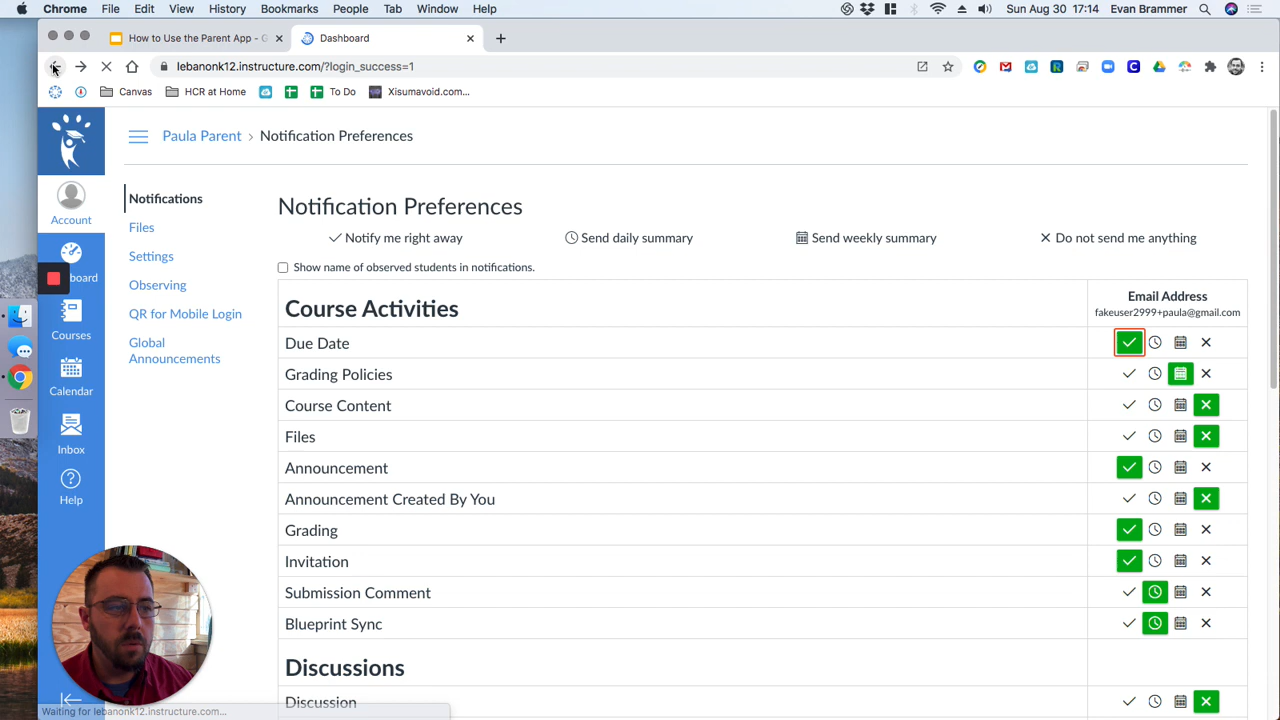 Chrome File Edit View History Bookmarks People Tab Window Help Sun Aug 30 17:14 Evan Brammer
How to Use the Parent App - G Dashboard
lebanonk12.instructure.com/?login_success=1
Canvas HCR at Home To Do Xisumavoid.com...
Paula Parent › Notification Preferences
Account
Dashboard
Courses
Calendar
Inbox
Help
Notifications
Files
Settings
Observing
QR for Mobile Login
Global
Announcements
Notification Preferences
Notify me right away Send daily summary Send weekly summary Do not send me anything
Show name of observed students in notifications.
Course Activities
Email Address
fakeuser2999+paula@gmail.com
Due Date
Grading Policies
Course Content
Files
Announcement
Announcement Created By You
Grading
Invitation
Submission Comment
Blueprint Sync
Discussions
Discussion
Waiting for lebanonk12.instructure.com...